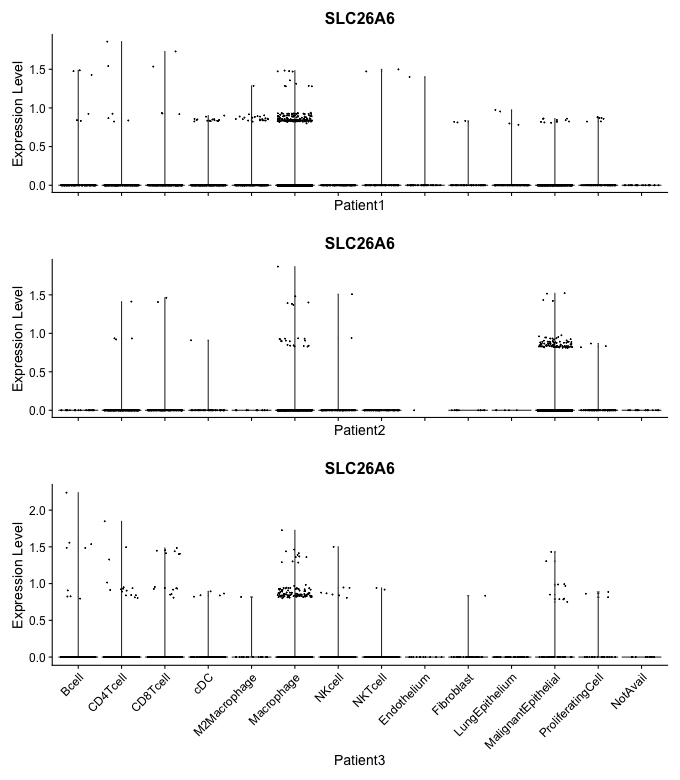 SLC26A6
Expression Level
1.5
1.0
0.5
0.0
Patient1
SLC26A6
Expression Level
1.5
1.0
0.5
0.0
Patient2
SLC26A6
Expression Level
2.0
1.5
1.0
0.5
0.0
Bcell
CD4Tcell
CD8Tcell
cDC
M2Macrophage
Macrophage
NKcell
NKTcell
Endothelium
Fibroblast
LungEpithelium
MalignantEpithelial
ProliferatingCell
NotAvail
Patient3